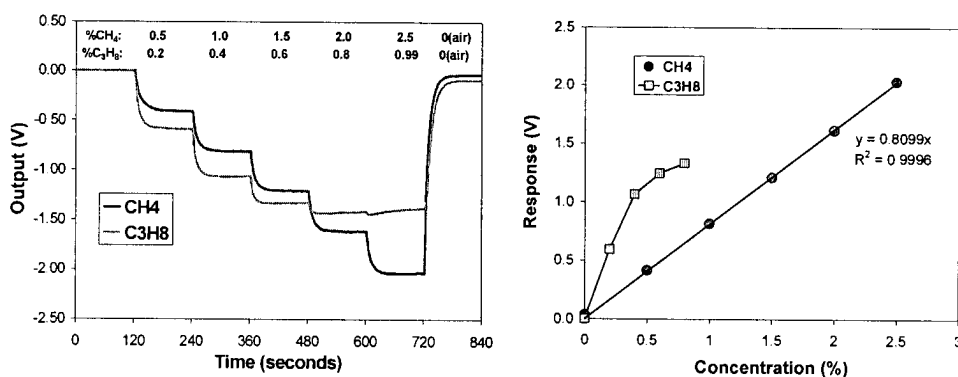 %CH₄: 0.5 1.0 1.5 2.0 2.5 0(air)
%C₃H₈: 0.2 0.4 0.6 0.8 0.99 0(air)
0.50
0.00
-0.50
-1.00
-1.50
-2.00
-2.50
Output (V)
CH4
C3H8
0 120 240 360 480 600 720 840
Time (seconds)
2.5
2.0
1.5
1.0
0.5
0.0
Response (V)
CH4
C3H8
y = 0.8099x
R² = 0.9996
0 0.5 1 1.5 2 2.5 3
Concentration (%)